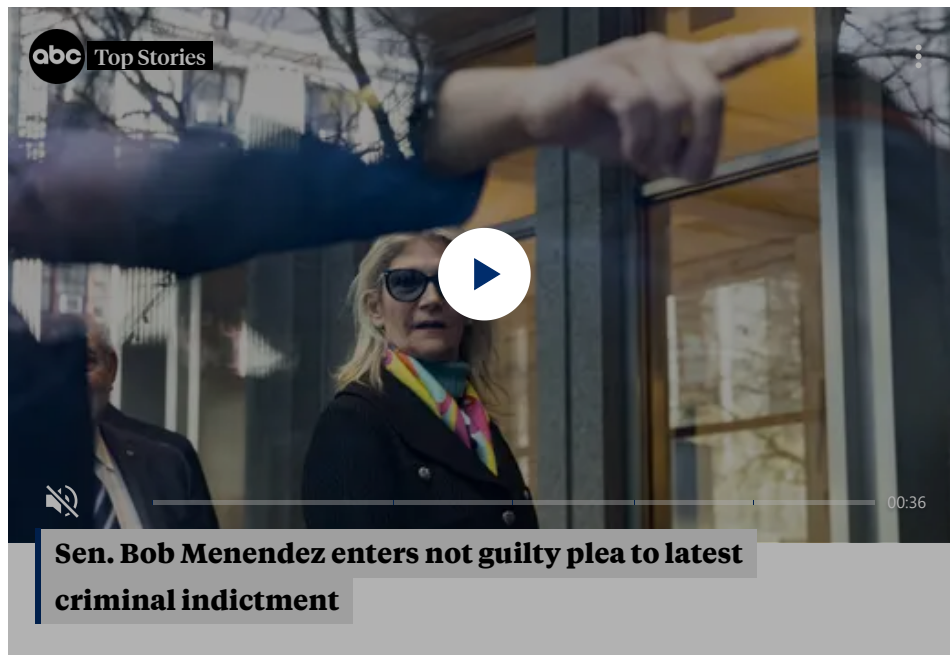 abc Top Stories
00:36
Sen. Bob Menendez enters not guilty plea to latest
criminal indictment